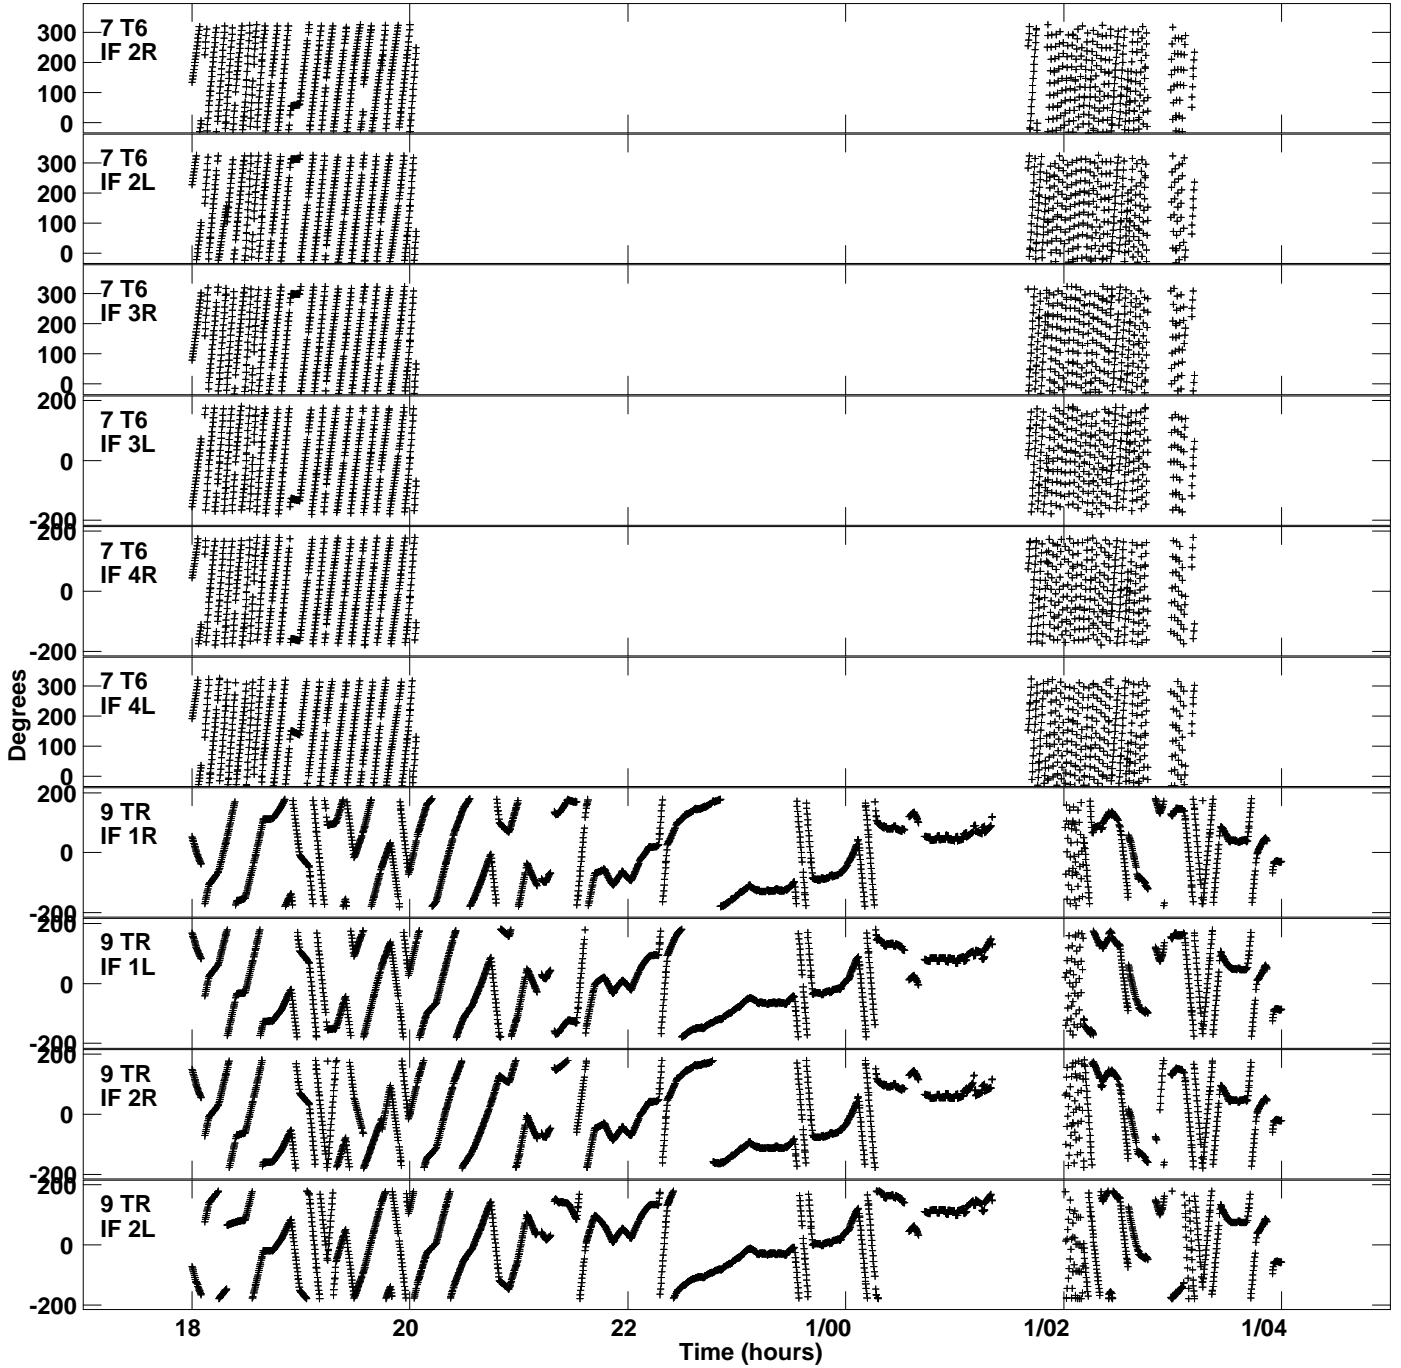 7 T6
IF 2R
300
200
100
0
7 T6
IF 2L
300
200
100
0
7 T6
IF 3R
300
200
100
0
7 T6
IF 3L
200
0
-200
7 T6
IF 4R
200
0
-200
7 T6
IF 4L
300
200
100
0
Degrees
9 TR
IF 1R
200
0
-200
9 TR
IF 1L
200
0
-200
9 TR
IF 2R
200
0
-200
9 TR
IF 2L
200
0
-200
18 20 22 1/00 1/02 1/04
Time (hours)